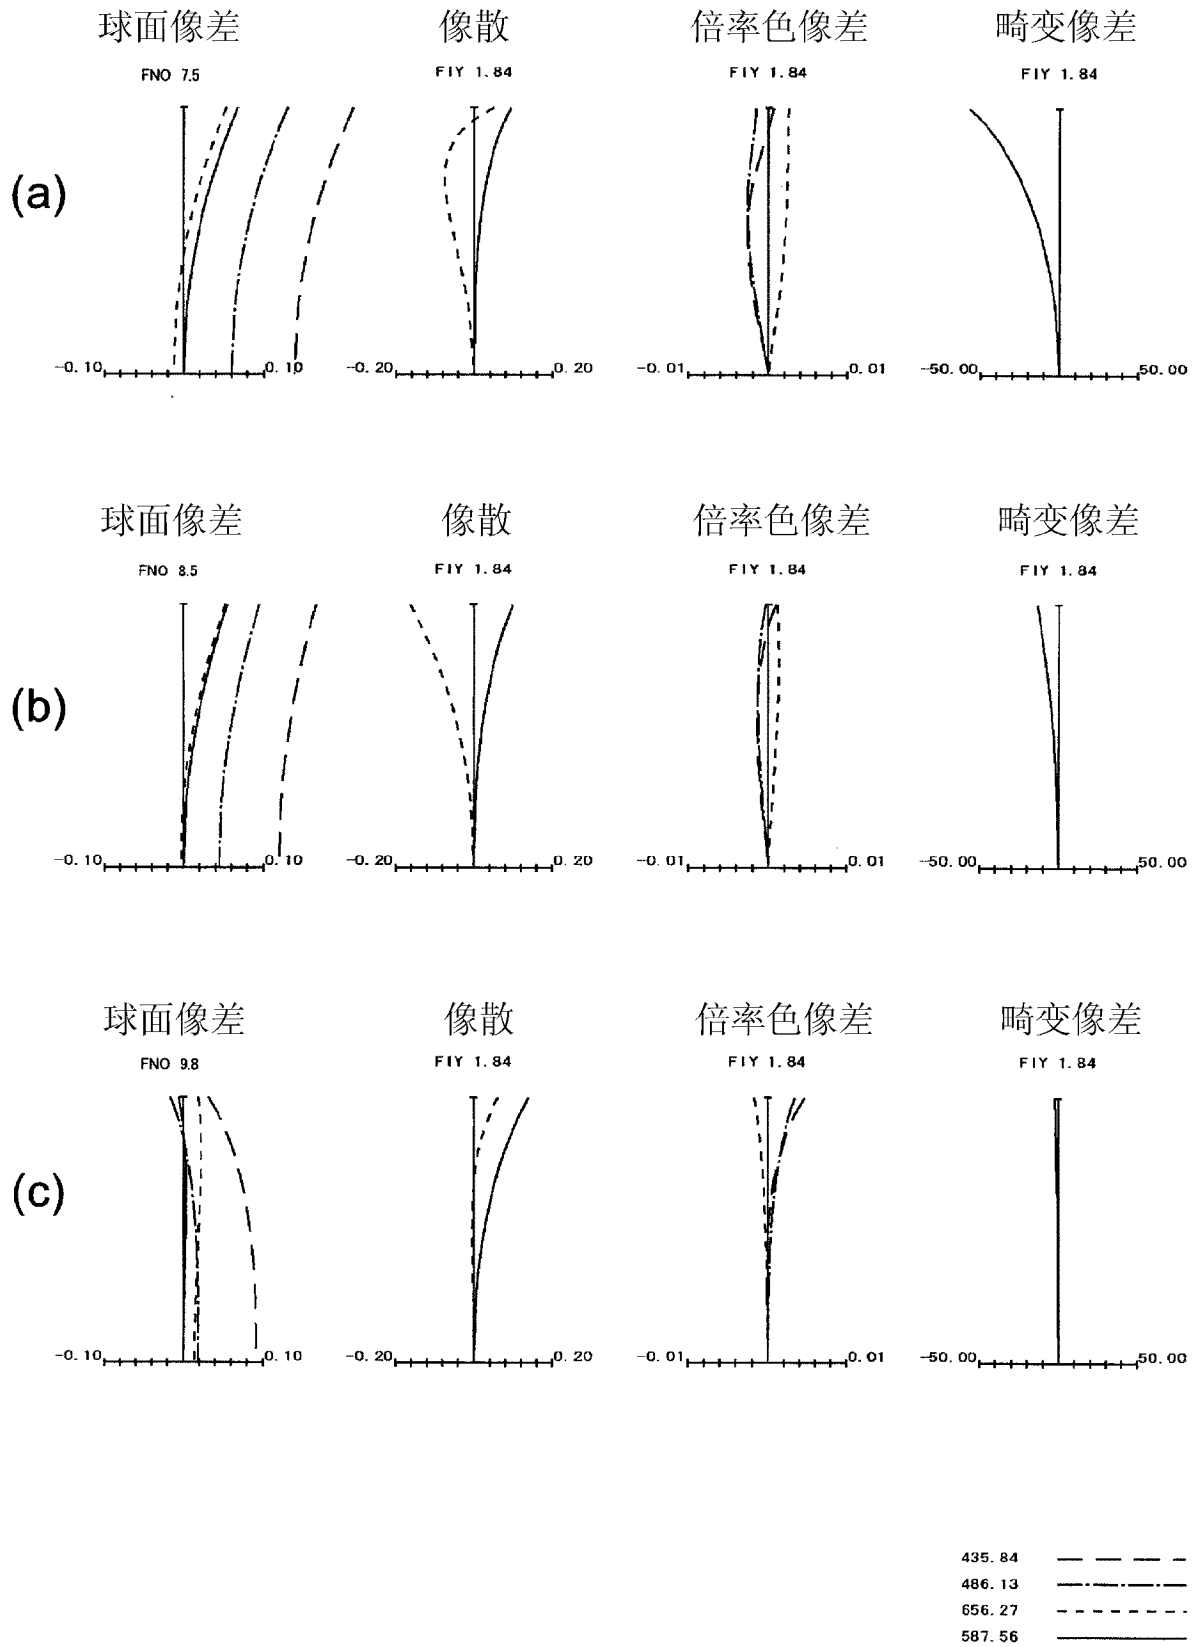 球面像差 像散 倍率色像差 畸变像差
FNO 7.5 FIY 1.84 FIY 1.84 FIY 1.84
(a)
-0.10 0.10 -0.20 0.20 -0.01 0.01 -50.00 50.00
球面像差 像散 倍率色像差 畸变像差
FNO 8.5 FIY 1.84 FIY 1.84 FIY 1.84
(b)
-0.10 0.10 -0.20 0.20 -0.01 0.01 -50.00 50.00
球面像差 像散 倍率色像差 畸变像差
FNO 9.8 FIY 1.84 FIY 1.84 FIY 1.84
(c)
-0.10 0.10 -0.20 0.20 -0.01 0.01 -50.00 50.00
435.84
486.13
656.27
587.56